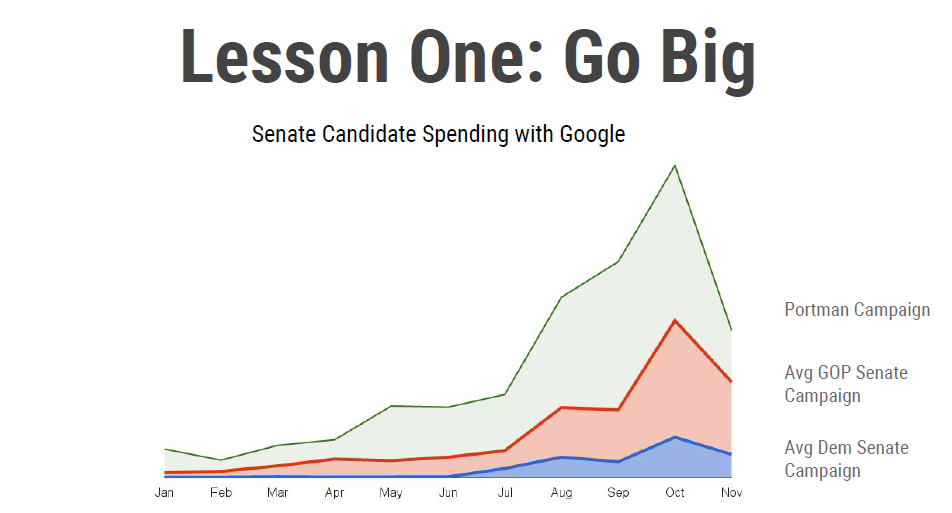 Lesson One: Go Big
Senate Candidate Spending with Google
Portman Campaign
Avg GOP Senate
Campaign
Avg Dem Senate
Campaign
Jan Feb Mar Apr May Jun Jul Aug Sep Oct Nov